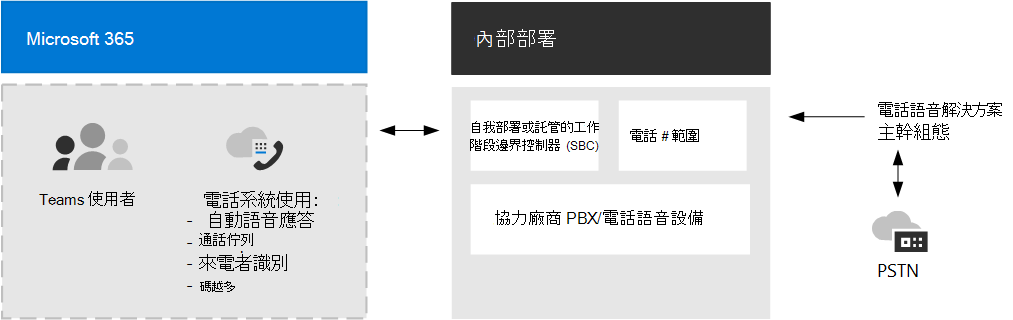 Microsoft 365
Teams 使用者
電話系統使用:
- 自動語音應答
- 通話佇列
- 來電者識別
- 碼越多
內部部署
自我部署或託管的工作
階段邊界控制器 (SBC)
電話 # 範圍
協力廠商 PBX/電話語音設備
電話語音解決方案
主幹組態
PSTN